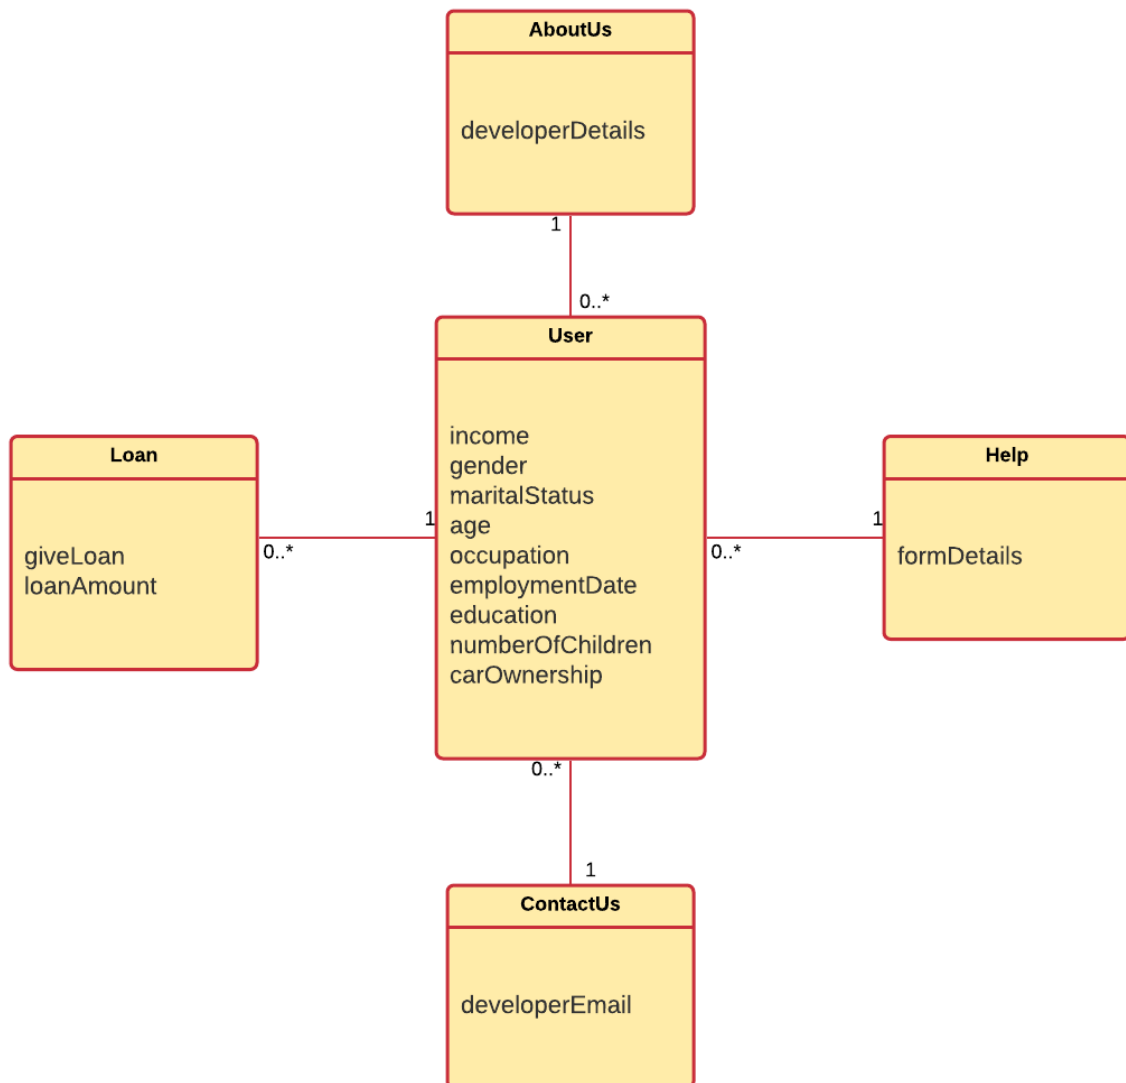 AboutUs
developerDetails
1
0..*
User
income
gender
maritalStatus
age
occupation
employmentDate
education
numberOfChildren
carOwnership
Loan
giveLoan
loanAmount
0..*
1
Help
formDetails
0..*
1
0..*
1
ContactUs
developerEmail